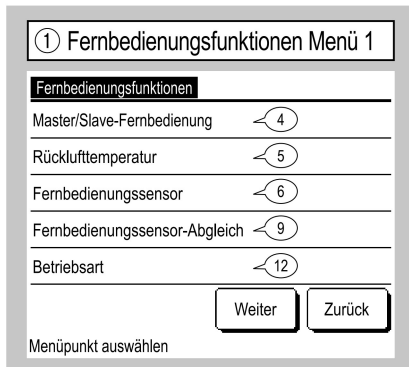 ① Fernbedienungsfunktionen Menü 1
Fernbedienungsfunktionen
Master/Slave-Fernbedienung 4
Rücklufttemperatur 5
Fernbedienungssensor 6
Fernbedienungssensor-Abgleich 9
Betriebsart 12
Weiter Zurück
Menüpunkt auswählen